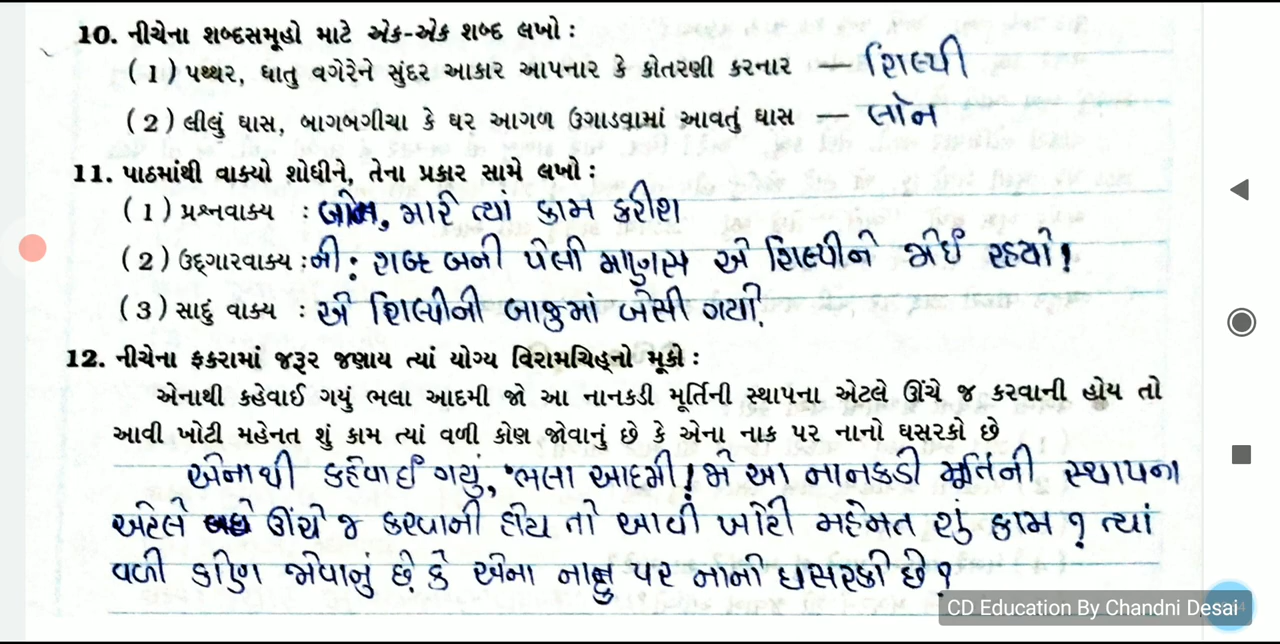 10. નીચેના શબ્દસમૂહો માટે એક-એક શબ્દ લખો :
(1) પથ્થર, ધાતુ વગેરેને સુંદર આકાર આપનાર કે કોતરણી કરનાર — શિલ્પી
(2) લીલું ઘાસ, બાગબગીચા કે ઘર આગળ ઉગાડવામાં આવતું ઘાસ — લૉન
11. પાઠમાંથી વાક્યો શોધીને, તેના પ્રકાર સામે લખો :
(1) પ્રશ્નવાક્ય : મારે ત્યાં કામ કરીશ
(2) ઉદ્ગારવાક્ય : નિ: શબ્દ બની પેલો માણસ એ શિલ્પીને જોઈ રહ્યો!
(3) સાદું વાક્ય : એ શિલ્પીની બાજુમાં બેસી ગયો.
12. નીચેના ફકરામાં જરૂર જણાય ત્યાં યોગ્ય વિરામચિહ્નો મૂકો :
એનાથી કહેવાઈ ગયું ભલા આદમી જો આ નાનકડી મૂર્તિની સ્થાપના એટલે ઊંચે જ કરવાની હોય તો
આવી ખોટી મહેનત શું કામ ત્યાં વળી કોણ જોવાનું છે કે એના નાક પર નાનો ઘસરકો છે
એનાથી કહેવાઈ ગયું, 'ભલા આદમી! જો આ નાનકડી મૂર્તિની સ્થાપના
એટલે ઊંચે જ કરવાની હોય તો આવી ખોટી મહેનત શું કામ? ત્યાં
વળી કોણ જોવાનું છે, કે એના નાક પર નાનો ઘસરકો છે?
CD Education By Chandni Desai